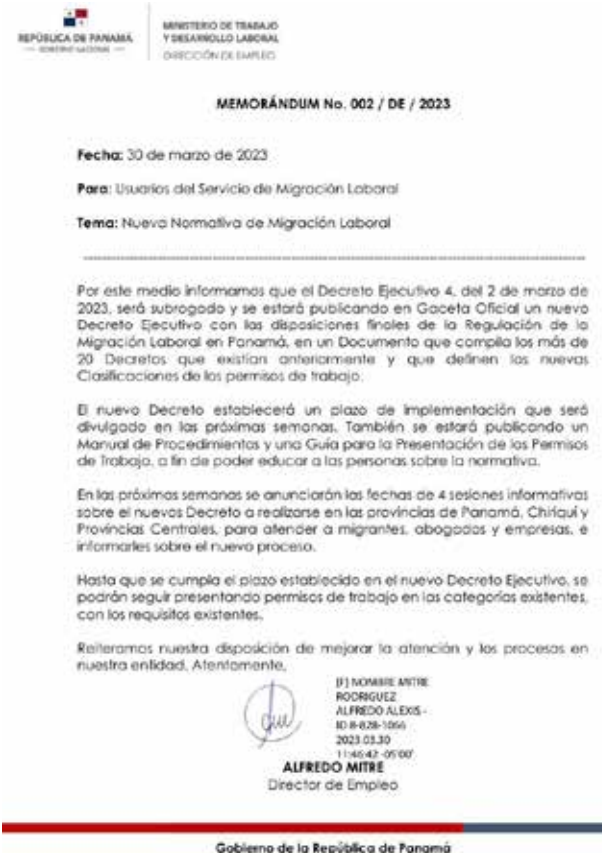 REPÚBLICA DE PANAMÁ
— GOBIERNO NACIONAL —
MINISTERIO DE TRABAJO
Y DESARROLLO LABORAL
DIRECCIÓN DE EMPLEO
MEMORÁNDUM No. 002 / DE / 2023
Fecha: 30 de marzo de 2023
Para: Usuarios del Servicio de Migración Laboral
Tema: Nueva Normativa de Migración Laboral
Por este medio informamos que el Decreto Ejecutivo 4, del 2 de marzo de
2023, será subrogado y se estará publicando en Gaceta Oficial un nuevo
Decreto Ejecutivo con las disposiciones finales de la Regulación de la
Migración Laboral en Panamá, en un Documento que compila los más de
20 Decretos que existían anteriormente y que definen las nuevas
Clasificaciones de los permisos de trabajo.
El nuevo Decreto establecerá un plazo de implementación que será
divulgado en las próximas semanas. También se estará publicando un
Manual de Procedimientos y una Guía para la Presentación de los Permisos
de Trabajo, a fin de poder educar a las personas sobre la normativa.
En las próximas semanas se anunciarán las fechas de 4 sesiones informativas
sobre el nuevos Decreto a realizarse en las provincias de Panamá, Chiriquí y
Provincias Centrales, para atender a migrantes, abogados y empresas, e
informarles sobre el nuevo proceso.
Hasta que se cumpla el plazo establecido en el nuevo Decreto Ejecutivo, se
podrán seguir presentando permisos de trabajo en las categorías existentes,
con los requisitos existentes.
Reiteramos nuestra disposición de mejorar la atención y los procesos en
nuestra entidad. Atentamente,
[F] NOMBRE MITRE
RODRIGUEZ
ALFREDO ALEXIS -
ID 8-828-1066
2023.03.30
11:46:42 -05'00'
ALFREDO MITRE
Director de Empleo
Gobierno de la República de Panamá